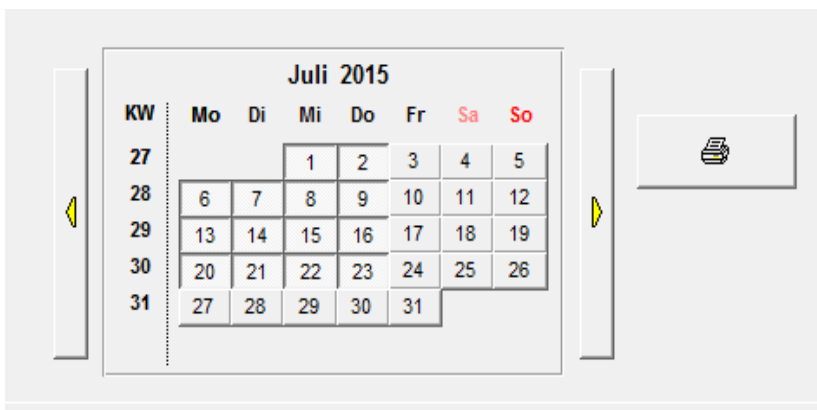 Juli 2015
KW Mo Di Mi Do Fr Sa So
27 1 2 3 4 5
28 6 7 8 9 10 11 12
29 13 14 15 16 17 18 19
30 20 21 22 23 24 25 26
31 27 28 29 30 31